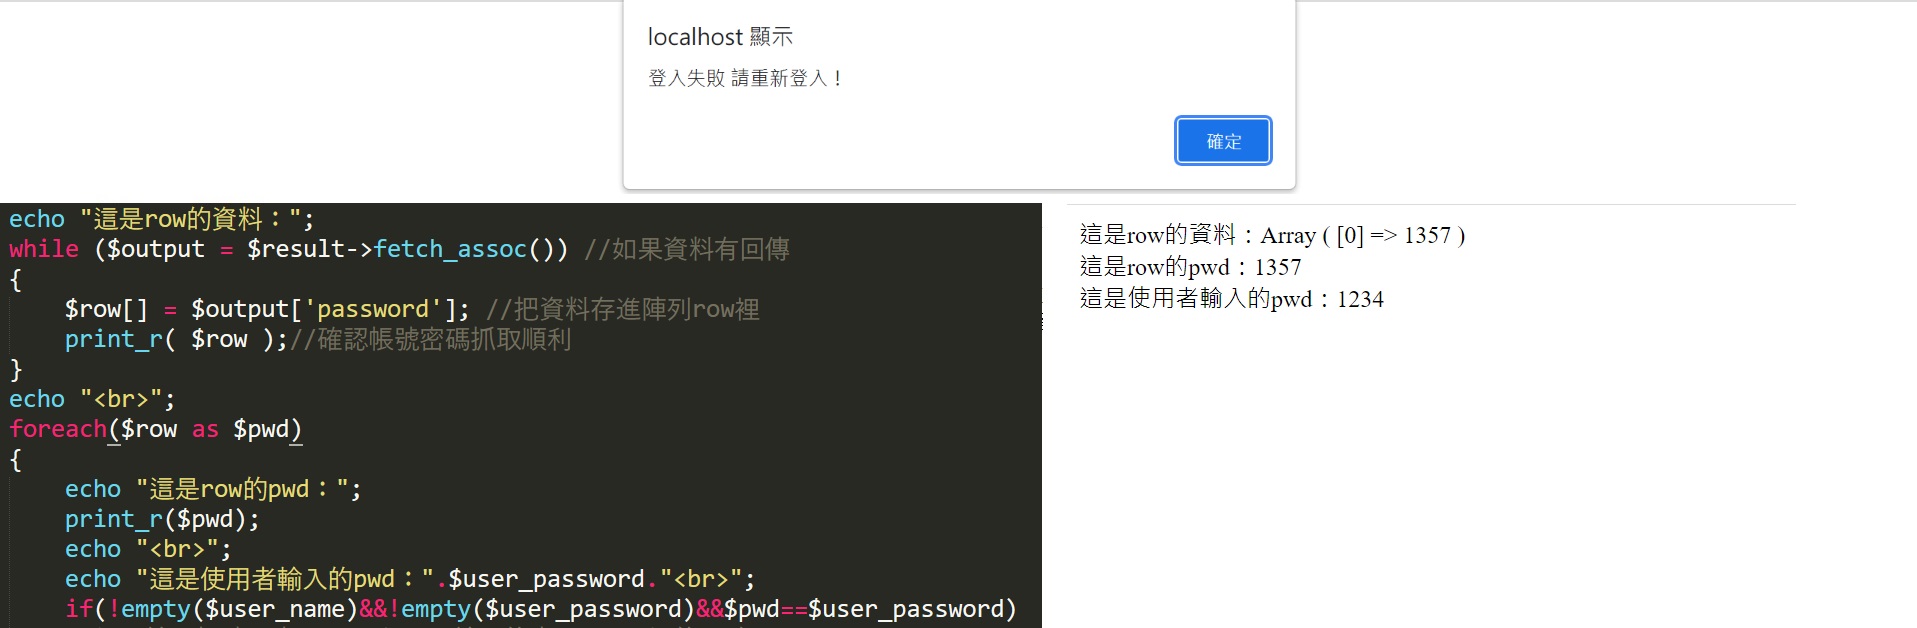 localhost 顯示
登入失敗 請重新登入！
確定
echo "這是row的資料：";
while ($output = $result->fetch_assoc()) //如果資料有回傳
{
$row[] = $output['password']; //把資料存進陣列row裡
print_r( $row );//確認帳號密碼抓取順利
}
echo "<br>";
foreach($row as $pwd)
{
echo "這是row的pwd：";
print_r($pwd);
echo "<br>";
echo "這是使用者輸入的pwd：".$user_password."<br>";
if(!empty($user_name)&&!empty($user_password)&&$pwd==$user_password)
這是row的資料：Array ( [0] => 1357 )
這是row的pwd：1357
這是使用者輸入的pwd：1234